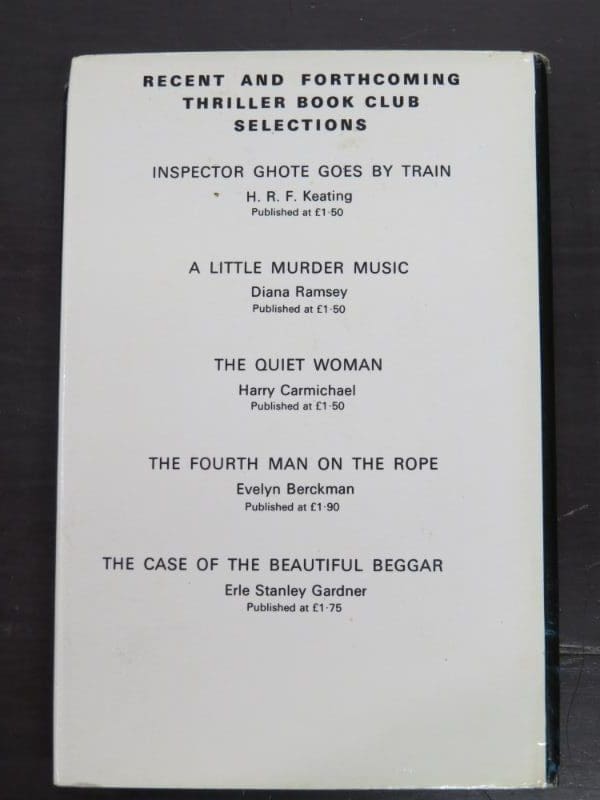 RECENT AND FORTHCOMING
THRILLER BOOK CLUB
SELECTIONS
INSPECTOR GHOTE GOES BY TRAIN
H. R. F. Keating
Published at £1·50
A LITTLE MURDER MUSIC
Diana Ramsey
Published at £1·50
THE QUIET WOMAN
Harry Carmichael
Published at £1·50
THE FOURTH MAN ON THE ROPE
Evelyn Berckman
Published at £1·90
THE CASE OF THE BEAUTIFUL BEGGAR
Erle Stanley Gardner
Published at £1·75